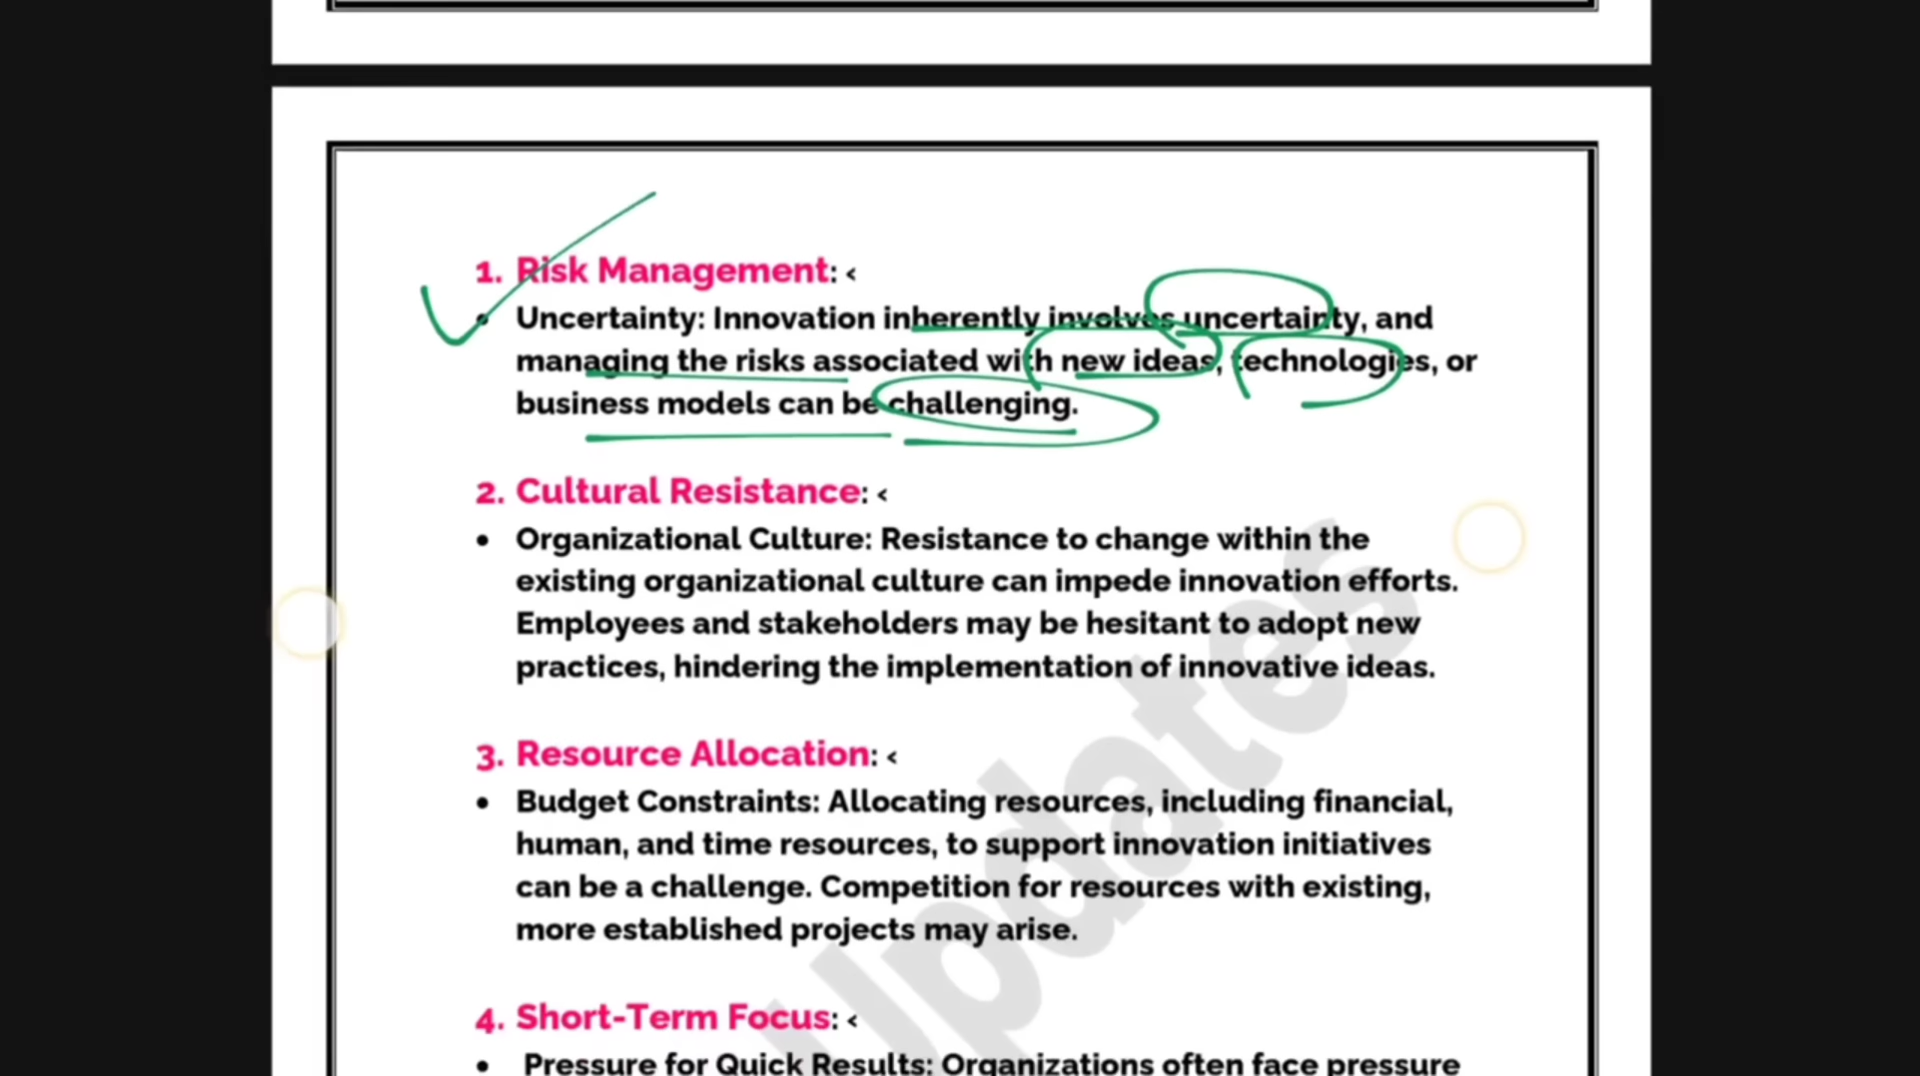 1. Risk Management: <
• Uncertainty: Innovation inherently involves uncertainty, and
managing the risks associated with new ideas, technologies, or
business models can be challenging.
2. Cultural Resistance: <
• Organizational Culture: Resistance to change within the
existing organizational culture can impede innovation efforts.
Employees and stakeholders may be hesitant to adopt new
practices, hindering the implementation of innovative ideas.
3. Resource Allocation: <
• Budget Constraints: Allocating resources, including financial,
human, and time resources, to support innovation initiatives
can be a challenge. Competition for resources with existing,
more established projects may arise.
4. Short-Term Focus: <
• Pressure for Quick Results: Organizations often face pressure
Updates